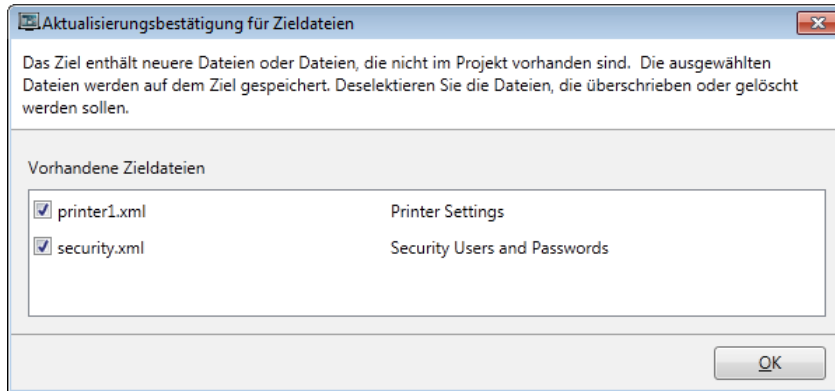 Aktualisierungsbestätigung für Zieldateien
Das Ziel enthält neuere Dateien oder Dateien, die nicht im Projekt vorhanden sind.  Die ausgewählten
Dateien werden auf dem Ziel gespeichert. Deselektieren Sie die Dateien, die überschrieben oder gelöscht
werden sollen.
Vorhandene Zieldateien
printer1.xml Printer Settings
security.xml Security Users and Passwords
OK